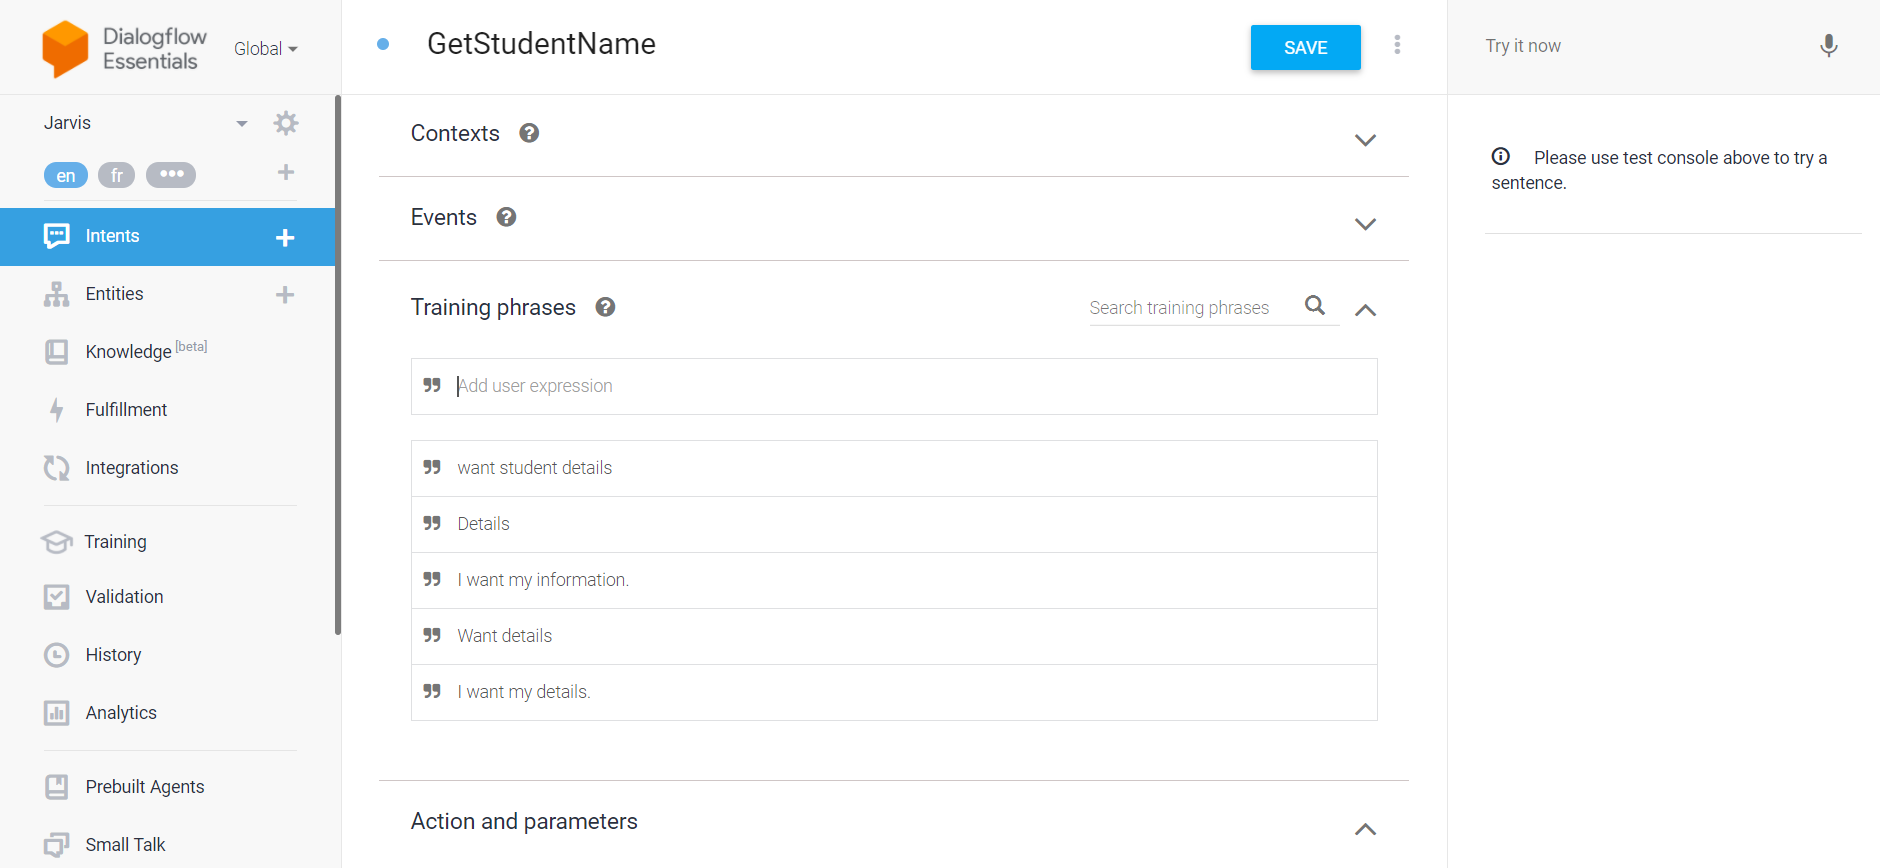 Dialogflow
Essentials
Global
GetStudentName
SAVE
Try it now
Jarvis
en
fr
Intents
Entities
Knowledge [beta]
Fulfillment
Integrations
Training
Validation
History
Analytics
Prebuilt Agents
Small Talk
Contexts
Events
Training phrases
Search training phrases
Add user expression
want student details
Details
I want my information.
Want details
I want my details.
Action and parameters
Please use test console above to try a
sentence.